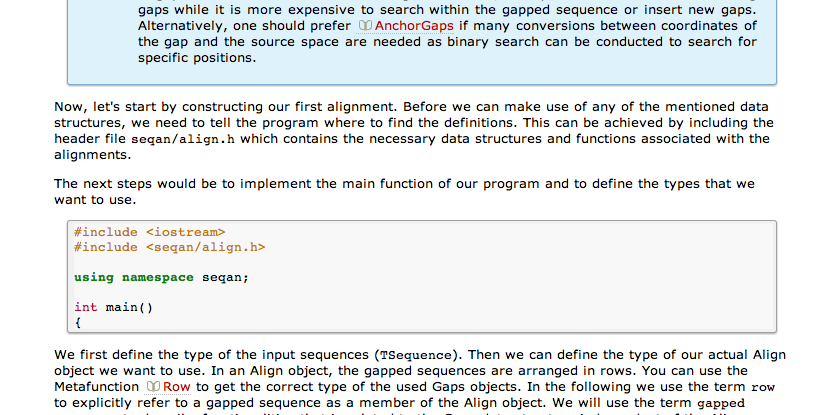 gaps while it is more expensive to search within the gapped sequence or insert new gaps.
Alternatively, one should prefer AnchorGaps if many conversions between coordinates of
the gap and the source space are needed as binary search can be conducted to search for
specific positions.
Now, let's start by constructing our first alignment. Before we can make use of any of the mentioned data
structures, we need to tell the program where to find the definitions. This can be achieved by including the
header file seqan/align.h which contains the necessary data structures and functions associated with the
alignments.
The next steps would be to implement the main function of our program and to define the types that we
want to use.
#include <iostream>
#include <seqan/align.h>
using namespace seqan;
int main()
{
We first define the type of the input sequences (TSequence). Then we can define the type of our actual Align
object we want to use. In an Align object, the gapped sequences are arranged in rows. You can use the
Metafunction Row to get the correct type of the used Gaps objects. In the following we use the term row
to explicitly refer to a gapped sequence as a member of the Align object. We will use the term gapped